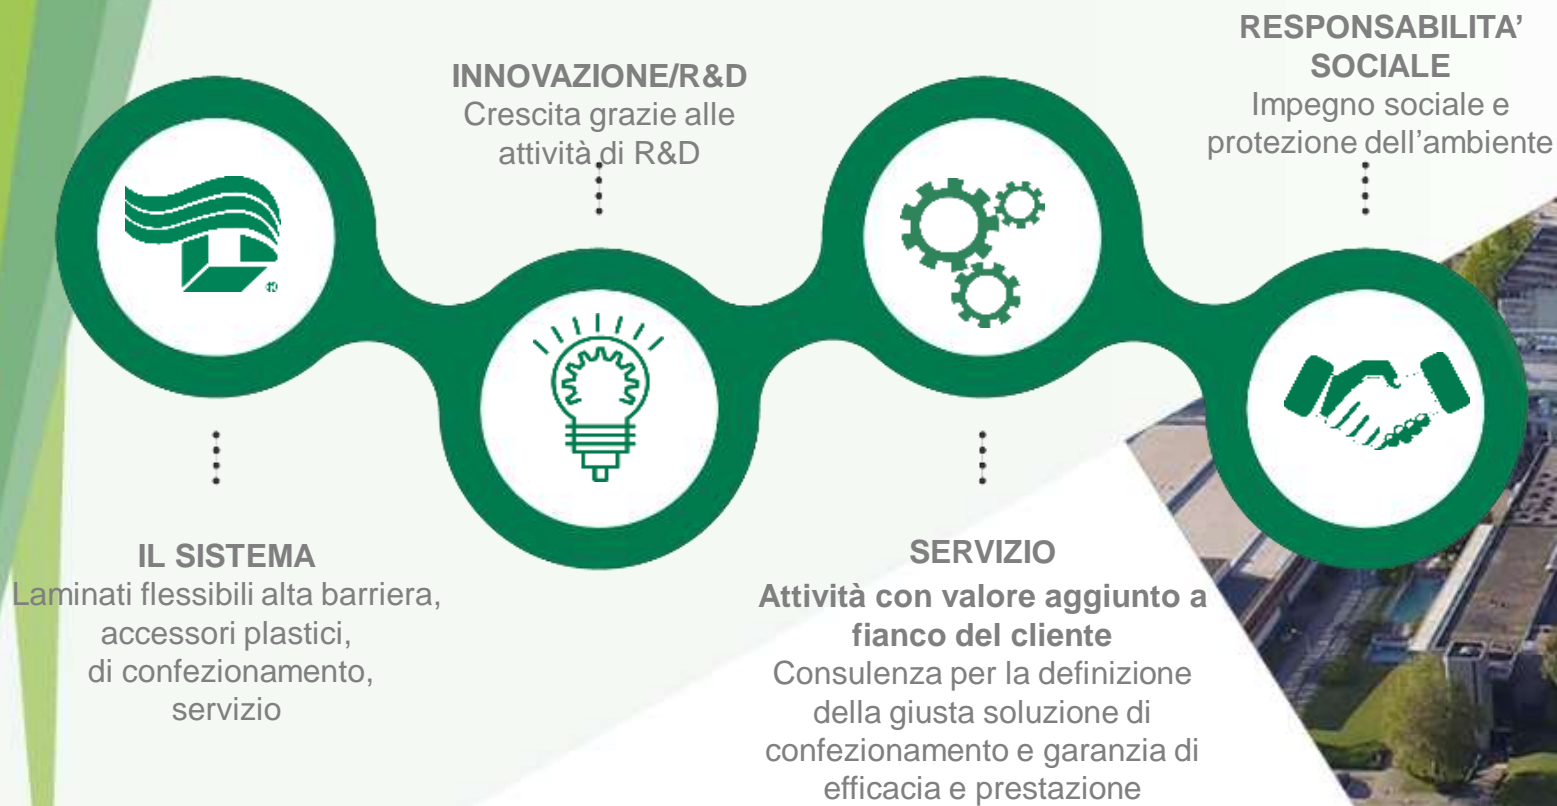 INNOVAZIONE/R&D
Crescita grazie alle
attività di R&D
RESPONSABILITA’
SOCIALE
Impegno sociale e
protezione dell’ambiente
IL SISTEMA
Laminati flessibili alta barriera,
accessori plastici,
di confezionamento,
servizio
SERVIZIO
Attività con valore aggiunto a
fianco del cliente
Consulenza per la definizione
della giusta soluzione di
confezionamento e garanzia di
efficacia e prestazione